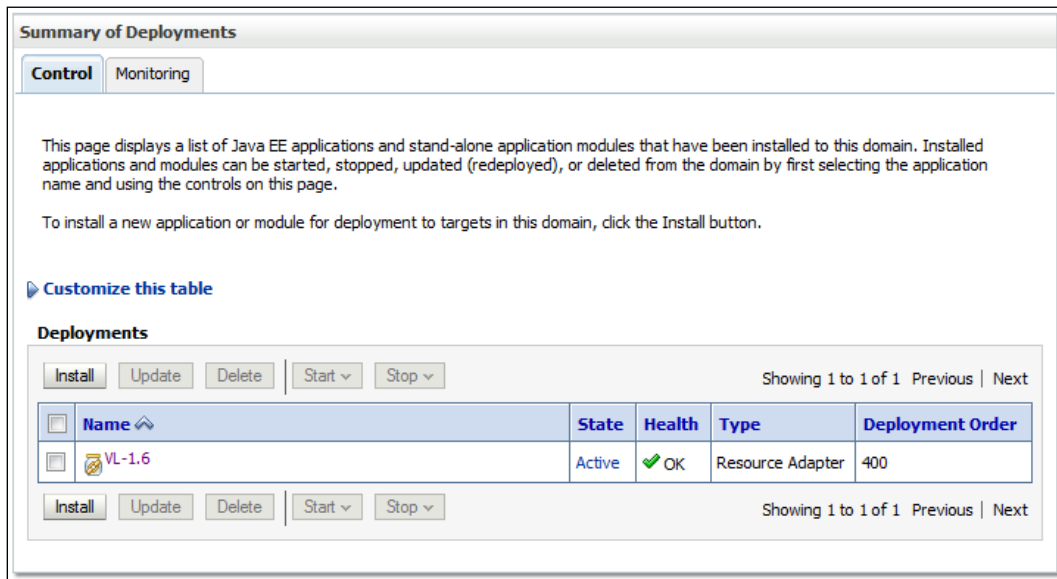 Summary of Deployments
Control Monitoring
This page displays a list of Java EE applications and stand-alone application modules that have been installed to this domain. Installed
applications and modules can be started, stopped, updated (redeployed), or deleted from the domain by first selecting the application
name and using the controls on this page.
To install a new application or module for deployment to targets in this domain, click the Install button.
Customize this table
Deployments
Install Update Delete Start Stop Showing 1 to 1 of 1 Previous | Next
Name State Health Type Deployment Order
VL-1.6 Active OK Resource Adapter 400
Install Update Delete Start Stop Showing 1 to 1 of 1 Previous | Next